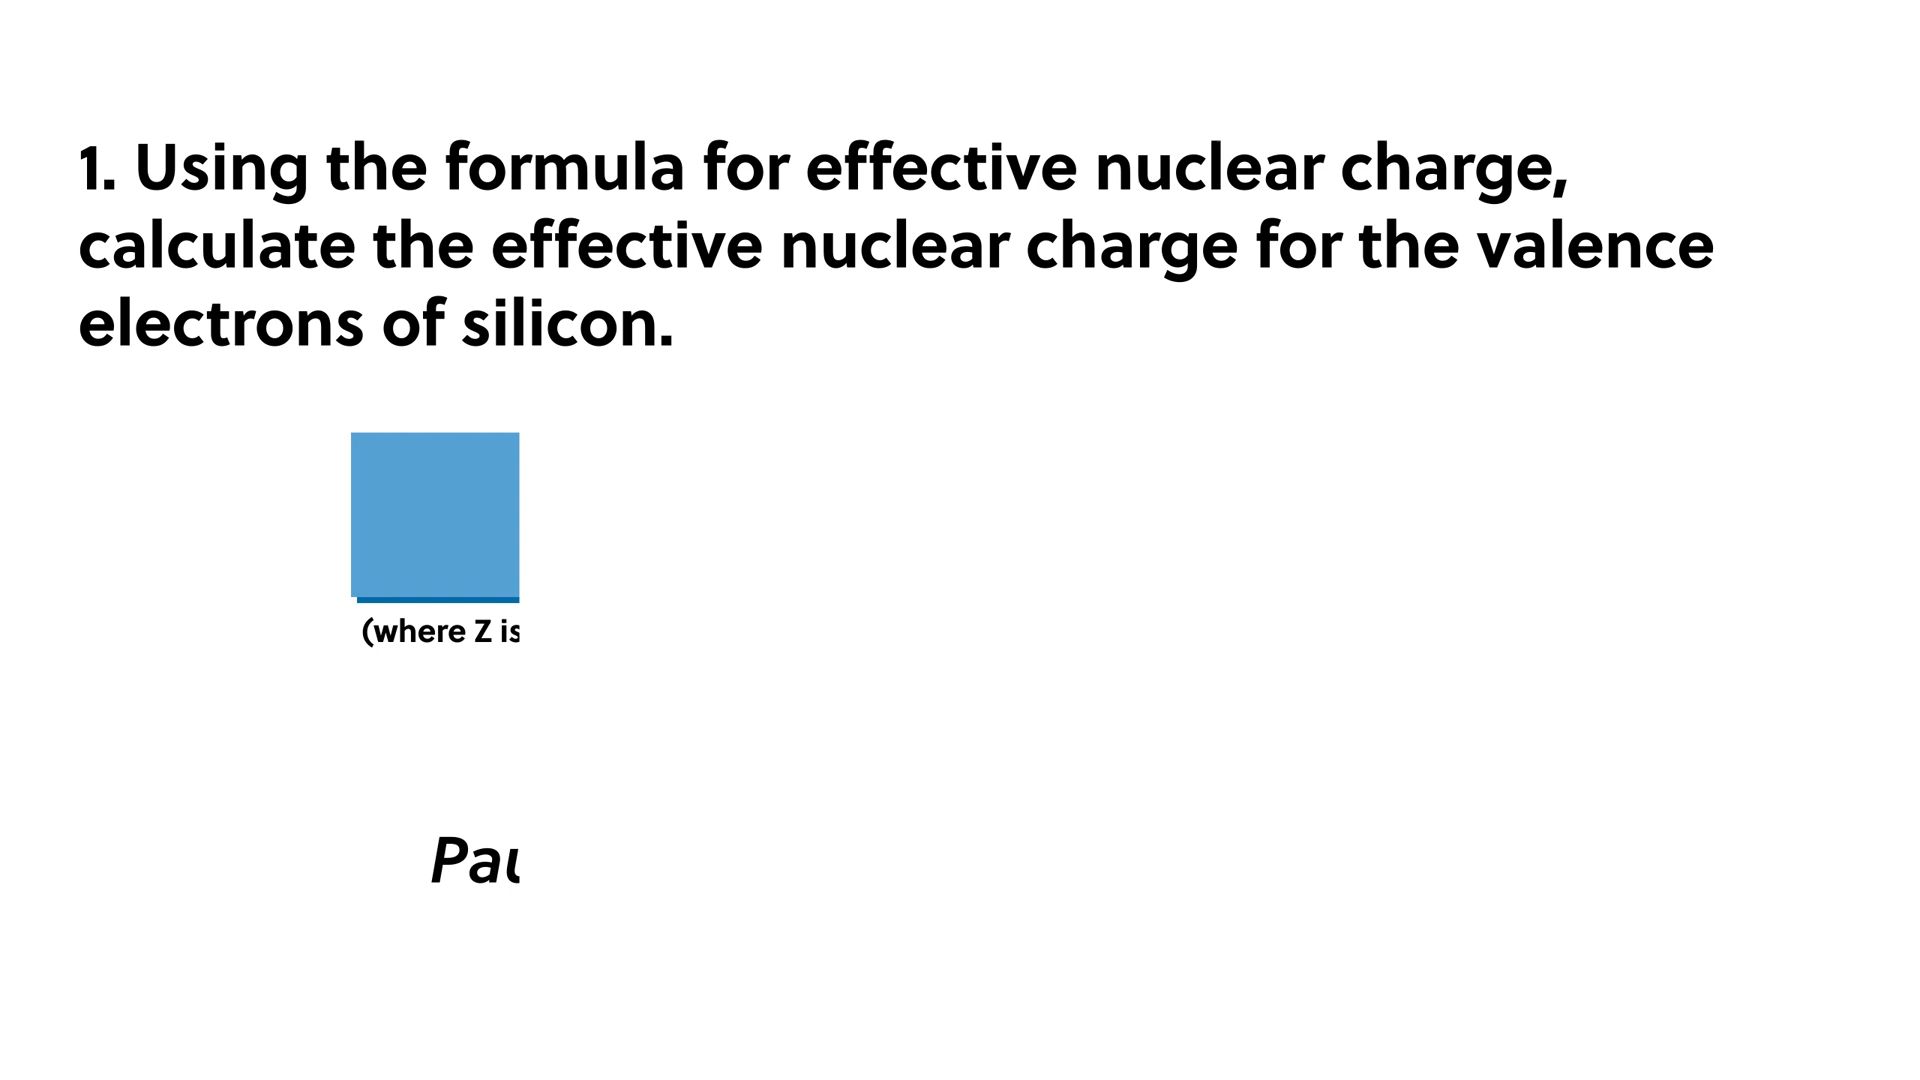 1. Using the formula for effective nuclear charge,
calculate the effective nuclear charge for the valence
electrons of silicon.
(where Z is
Pau